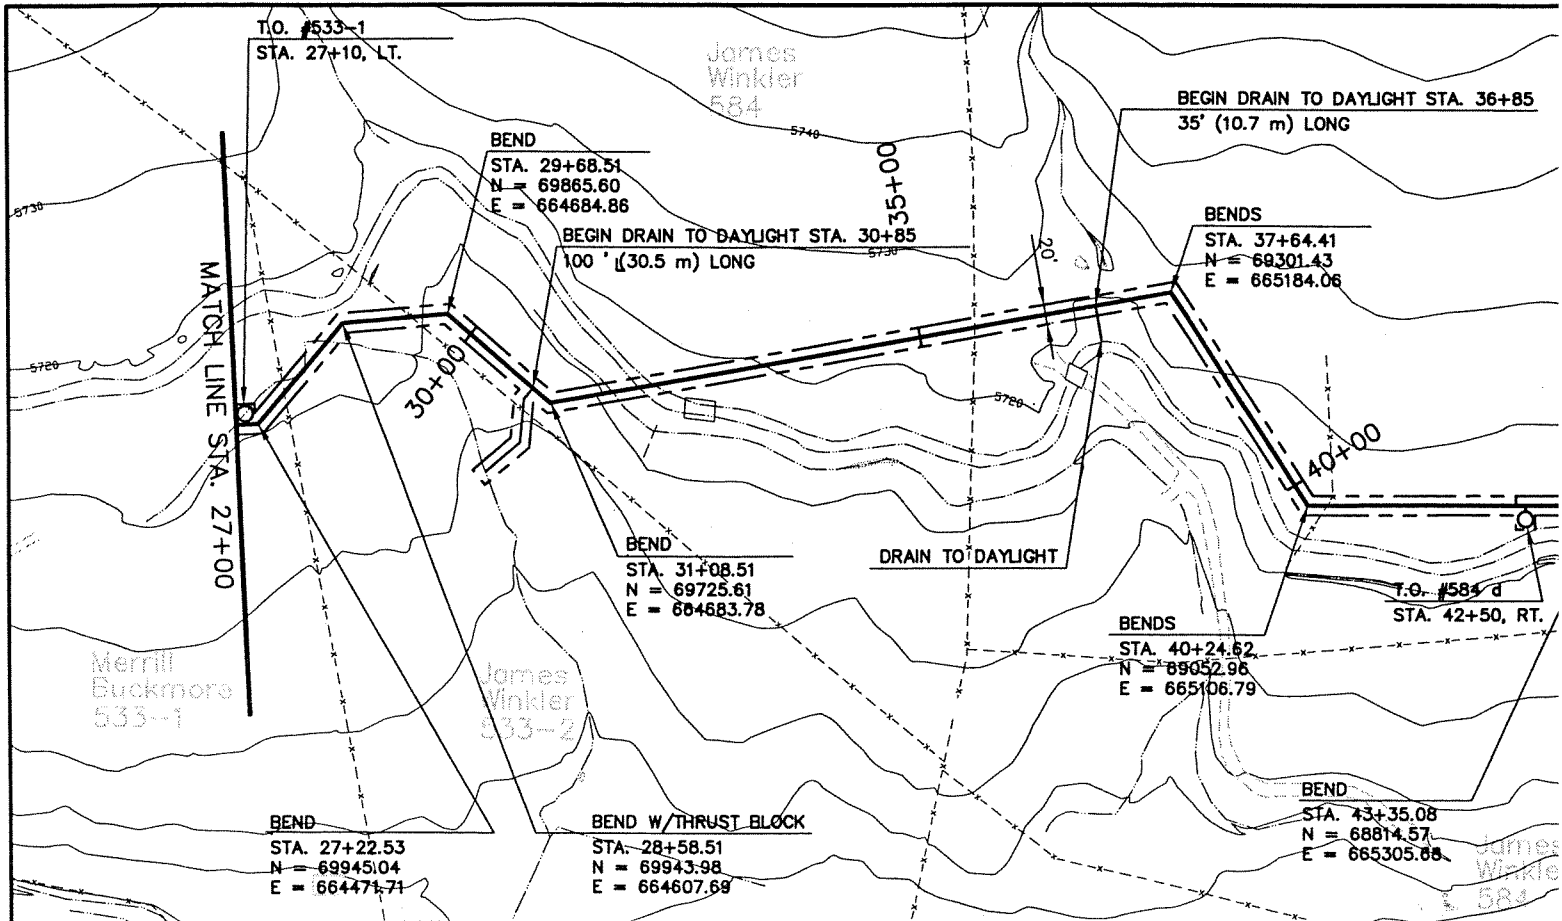 T.O. #533-1
STA. 27+10, LT.
James
Winkler
584
BEGIN DRAIN TO DAYLIGHT STA. 36+85
35' (10.7 m) LONG
5740
BEND
STA. 29+68.51
N = 69865.60
E = 664684.86
35+00
5730
BEGIN DRAIN TO DAYLIGHT STA. 30+85
100 ' (30.5 m) LONG
5730
20'
BENDS
STA. 37+64.41
N = 69301.43
E = 665184.06
MATCH LINE STA. 27+00
5720
30+00
5720
40+00
BEND
STA. 31+08.51
N = 69725.61
E = 664683.78
DRAIN TO DAYLIGHT
T.O. #584 d
STA. 42+50, RT.
BENDS
STA. 40+24.62
N = 69052.96
E = 665106.79
Merrill
Buckmore
533-1
James
Winkler
533-2
BEND
STA. 27+22.53
N = 69945.04
E = 664471.71
BEND W/THRUST BLOCK
STA. 28+58.51
N = 69943.98
E = 664607.69
BEND
STA. 43+35.08
N = 68814.57
E = 665305.68
James
Winkle
584